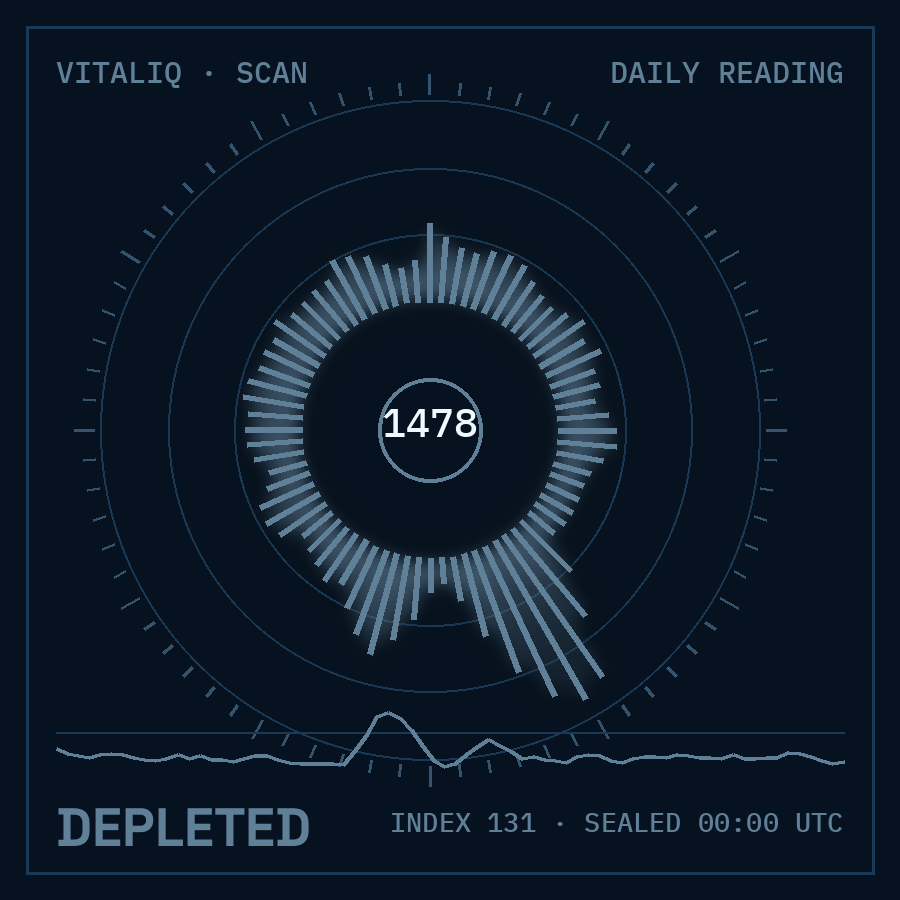 VITALIQ · SCAN
DAILY READING
1478
DEPLETED
INDEX 131 · SEALED 00:00 UTC